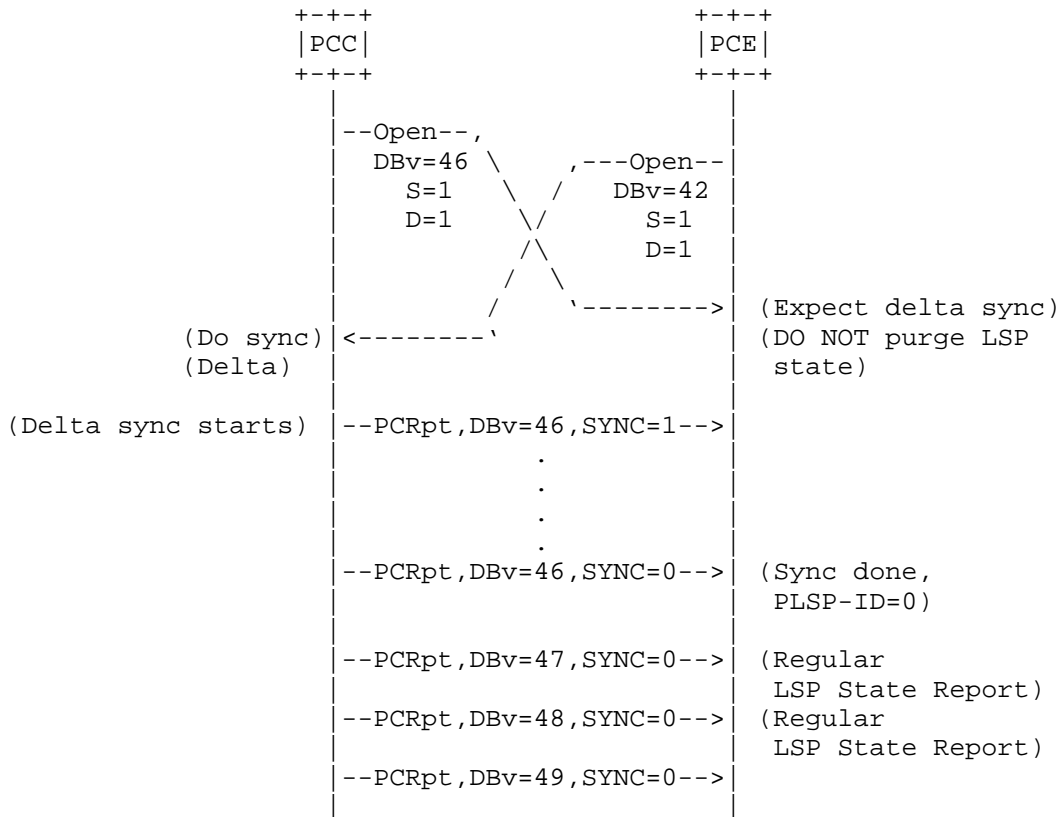 +-+-+                    +-+-+
|PCC|                    |PCE|
+-+-+                    +-+-+
|                        |
|--Open--,               |
|  DBv=46 \    ,---Open--|
|    S=1   \  /   DBv=42 |
|    D=1    \/      S=1  |
|           /\      D=1  |
|          /  \          |
|         /    `-------->| (Expect delta sync)
(Do sync)|<--------`               | (DO NOT purge LSP
(Delta)  |                         |  state)
(Delta sync starts) |--PCRpt,DBv=46,SYNC=1-->|
|            .           |
|            .           |
|            .           |
|            .           |
|--PCRpt,DBv=46,SYNC=0-->| (Sync done,
|                        |  PLSP-ID=0)
|--PCRpt,DBv=47,SYNC=0-->| (Regular
|                        |  LSP State Report)
|--PCRpt,DBv=48,SYNC=0-->| (Regular
|                        |  LSP State Report)
|--PCRpt,DBv=49,SYNC=0-->|
|                        |